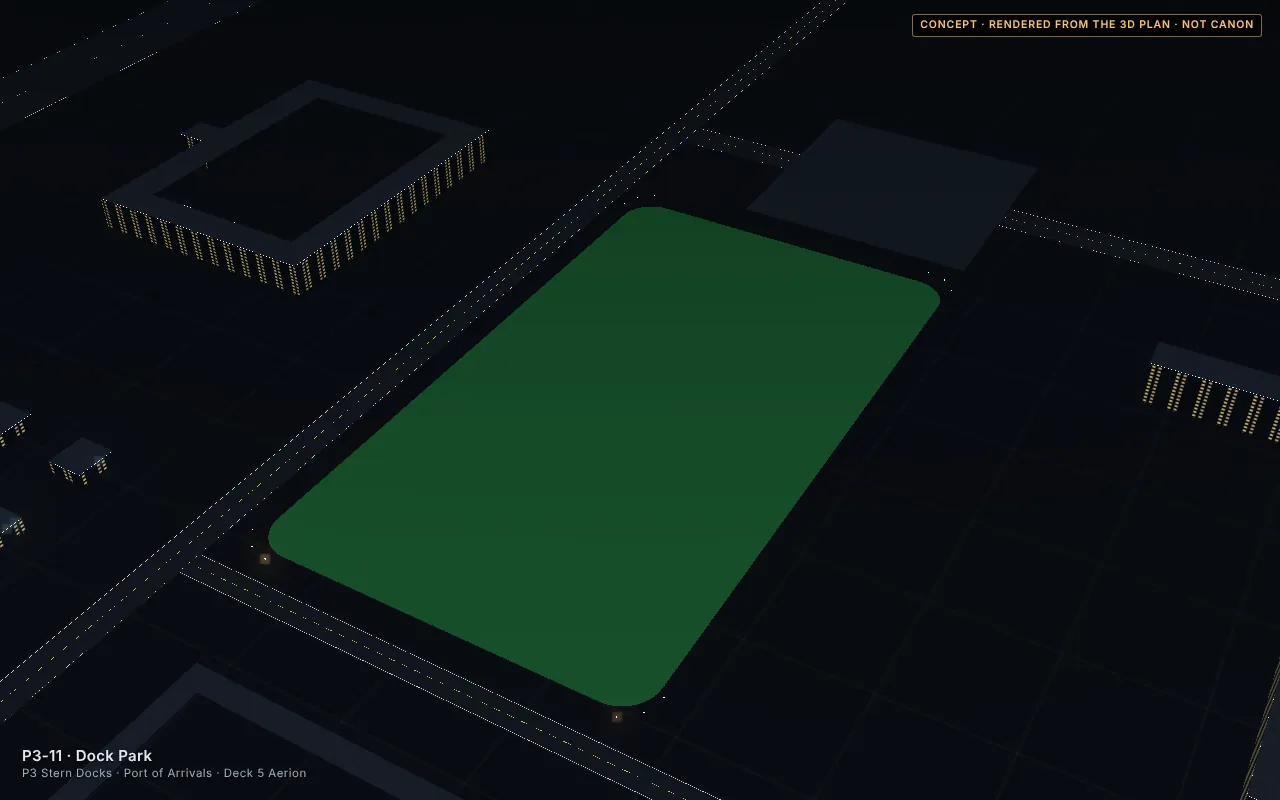 CONCEPT · RENDERED FROM THE 3D PLAN · NOT CANON
P3-11 · Dock Park
P3 Stern Docks · Port of Arrivals · Deck 5 Aerion